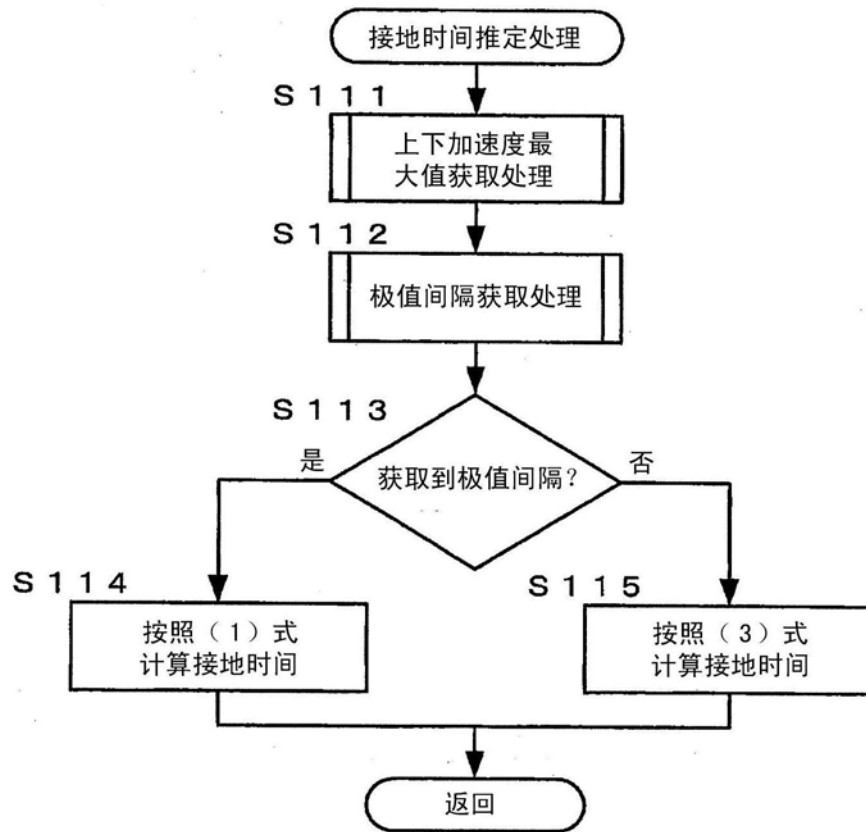 接地时间推定处理
S111
上下加速度最
大值获取处理
S112
极值间隔获取处理
S113
是
获取到极值间隔?
否
S114
按照(1)式
计算接地时间
S115
按照(3)式
计算接地时间
返回